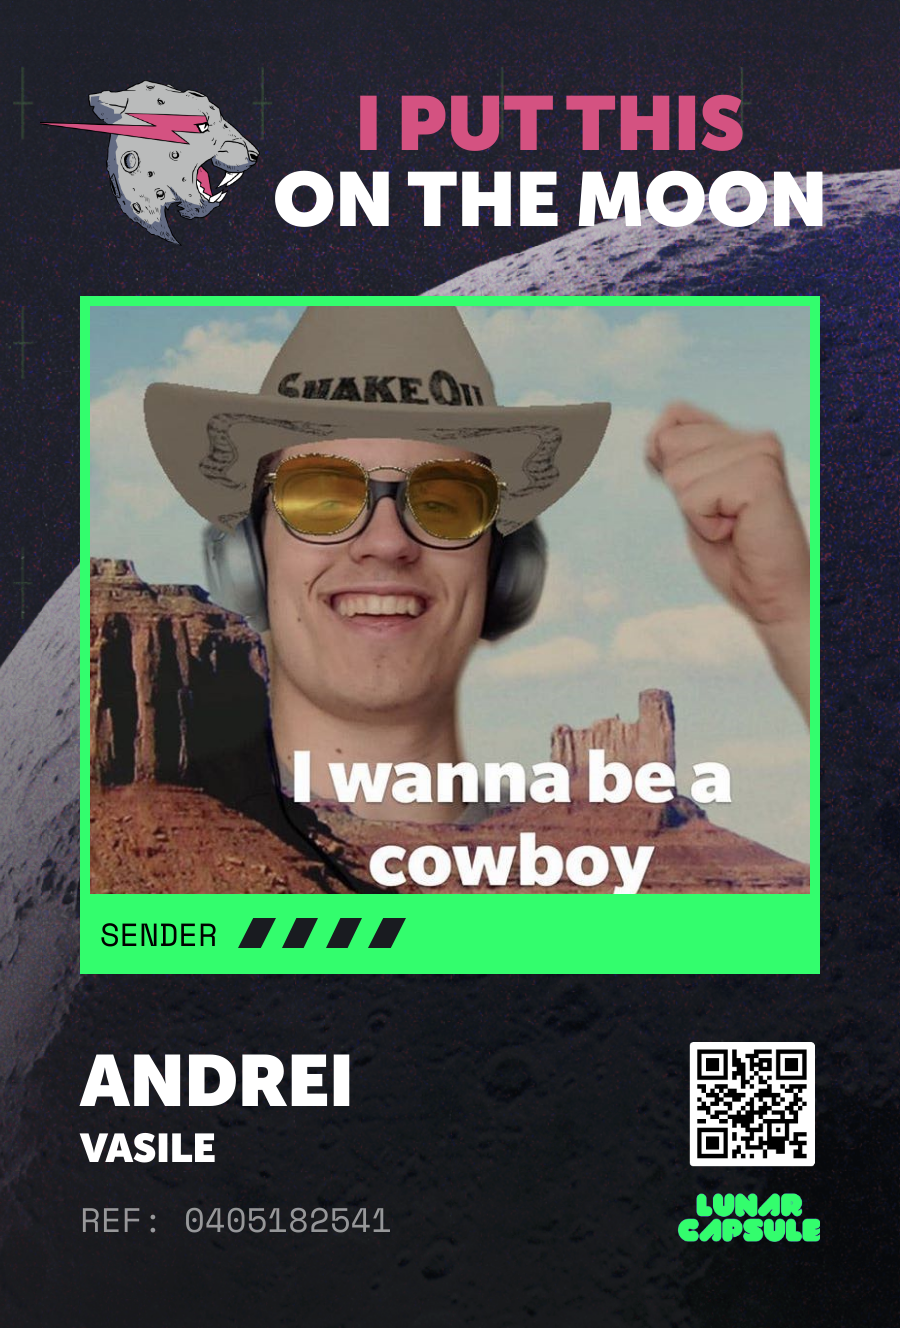 I PUT THIS
ON THE MOON
I wanna be a
cowboy
SENDER
ANDREI
VASILE
REF: 0405182541
LUNAR
CAPSULE